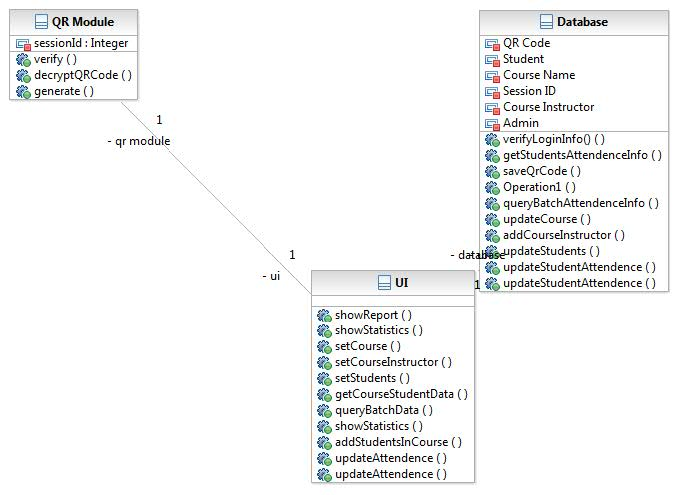 QR Module
sessionId : Integer
verify ( )
decryptQRCode ( )
generate ( )
1
- qr module
Database
QR Code
Student
Course Name
Session ID
Course Instructor
Admin
verifyLoginInfo() ( )
getStudentsAttendenceInfo ( )
saveQrCode ( )
Operation1 ( )
queryBatchAttendenceInfo ( )
updateCourse ( )
addCourseInstructor ( )
updateStudents ( )
updateStudentAttendence ( )
updateStudentAttendence ( )
1
- ui
- database
1
UI
showReport ( )
showStatistics ( )
setCourse ( )
setCourseInstructor ( )
setStudents ( )
getCourseStudentData ( )
queryBatchData ( )
showStatistics ( )
addStudentsInCourse ( )
updateAttendence ( )
updateAttendence ( )